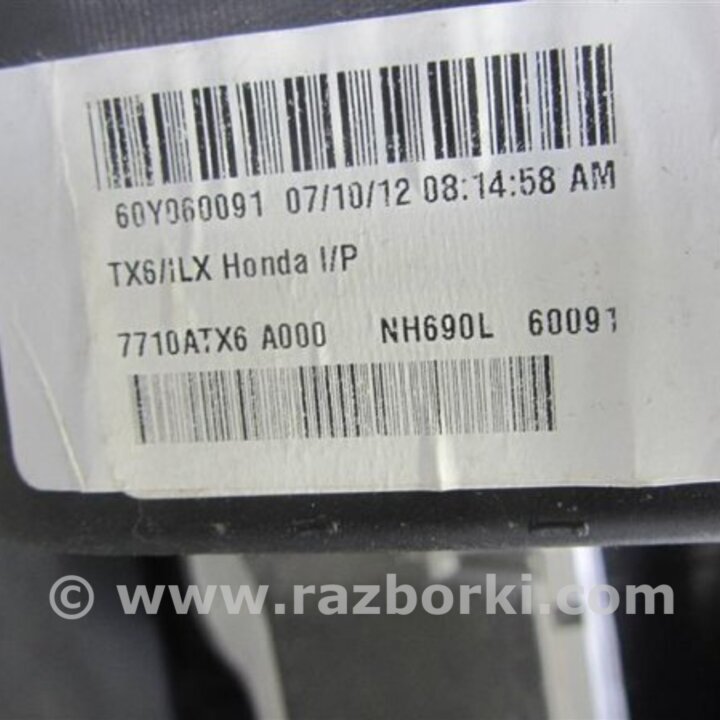 60Y060091 07/10/12 08:14:58 AM
TX6/ILX Honda I/P
7710ATX6 A000 NH690L 60091
© www.razborki.com